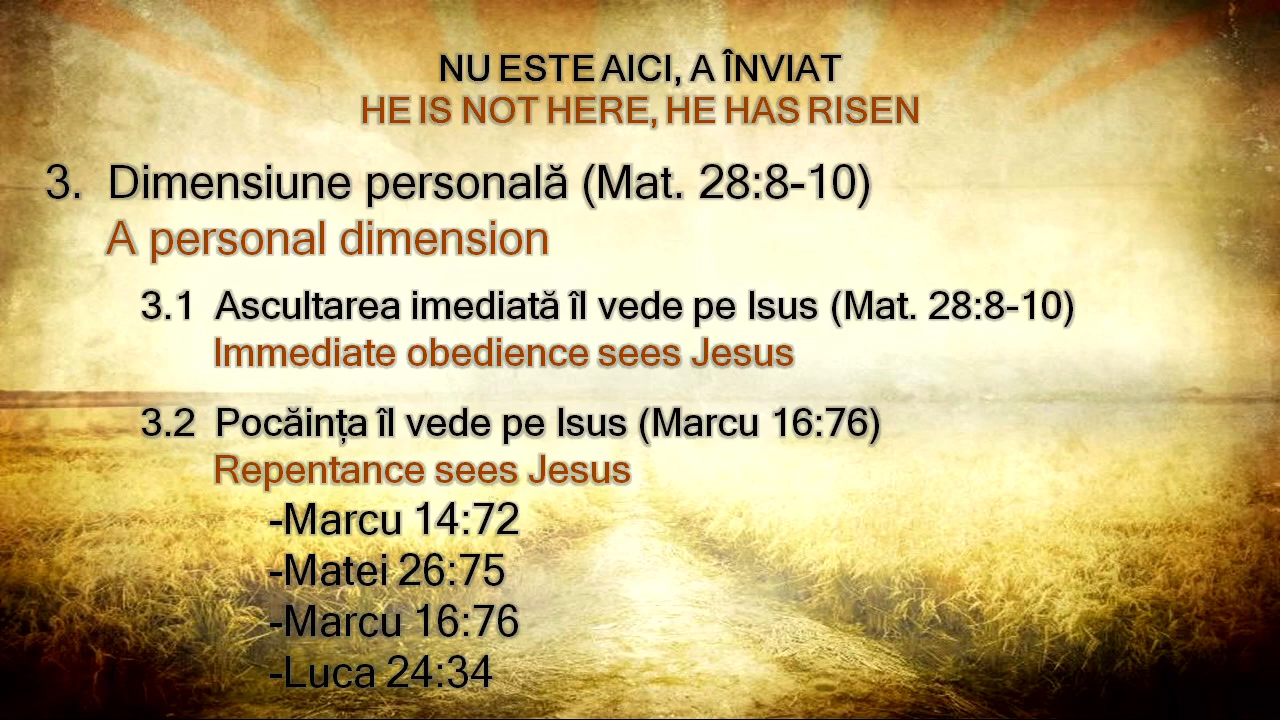 NU ESTE AICI, A ÎNVIAT
HE IS NOT HERE, HE HAS RISEN
3. Dimensiune personală (Mat. 28:8-10)
A personal dimension
3.1 Ascultarea imediată îl vede pe Isus (Mat. 28:8-10)
Immediate obedience sees Jesus
3.2 Pocăința îl vede pe Isus (Marcu 16:76)
Repentance sees Jesus
-Marcu 14:72
-Matei 26:75
-Marcu 16:76
-Luca 24:34